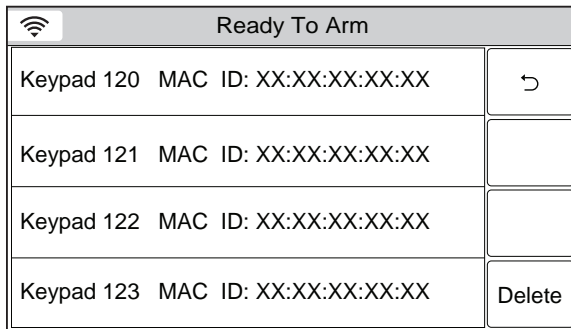 Ready To Arm
Keypad 120 MAC ID: XX:XX:XX:XX:XX
Keypad 121 MAC ID: XX:XX:XX:XX:XX
Keypad 122 MAC ID: XX:XX:XX:XX:XX
Keypad 123 MAC ID: XX:XX:XX:XX:XX
Delete